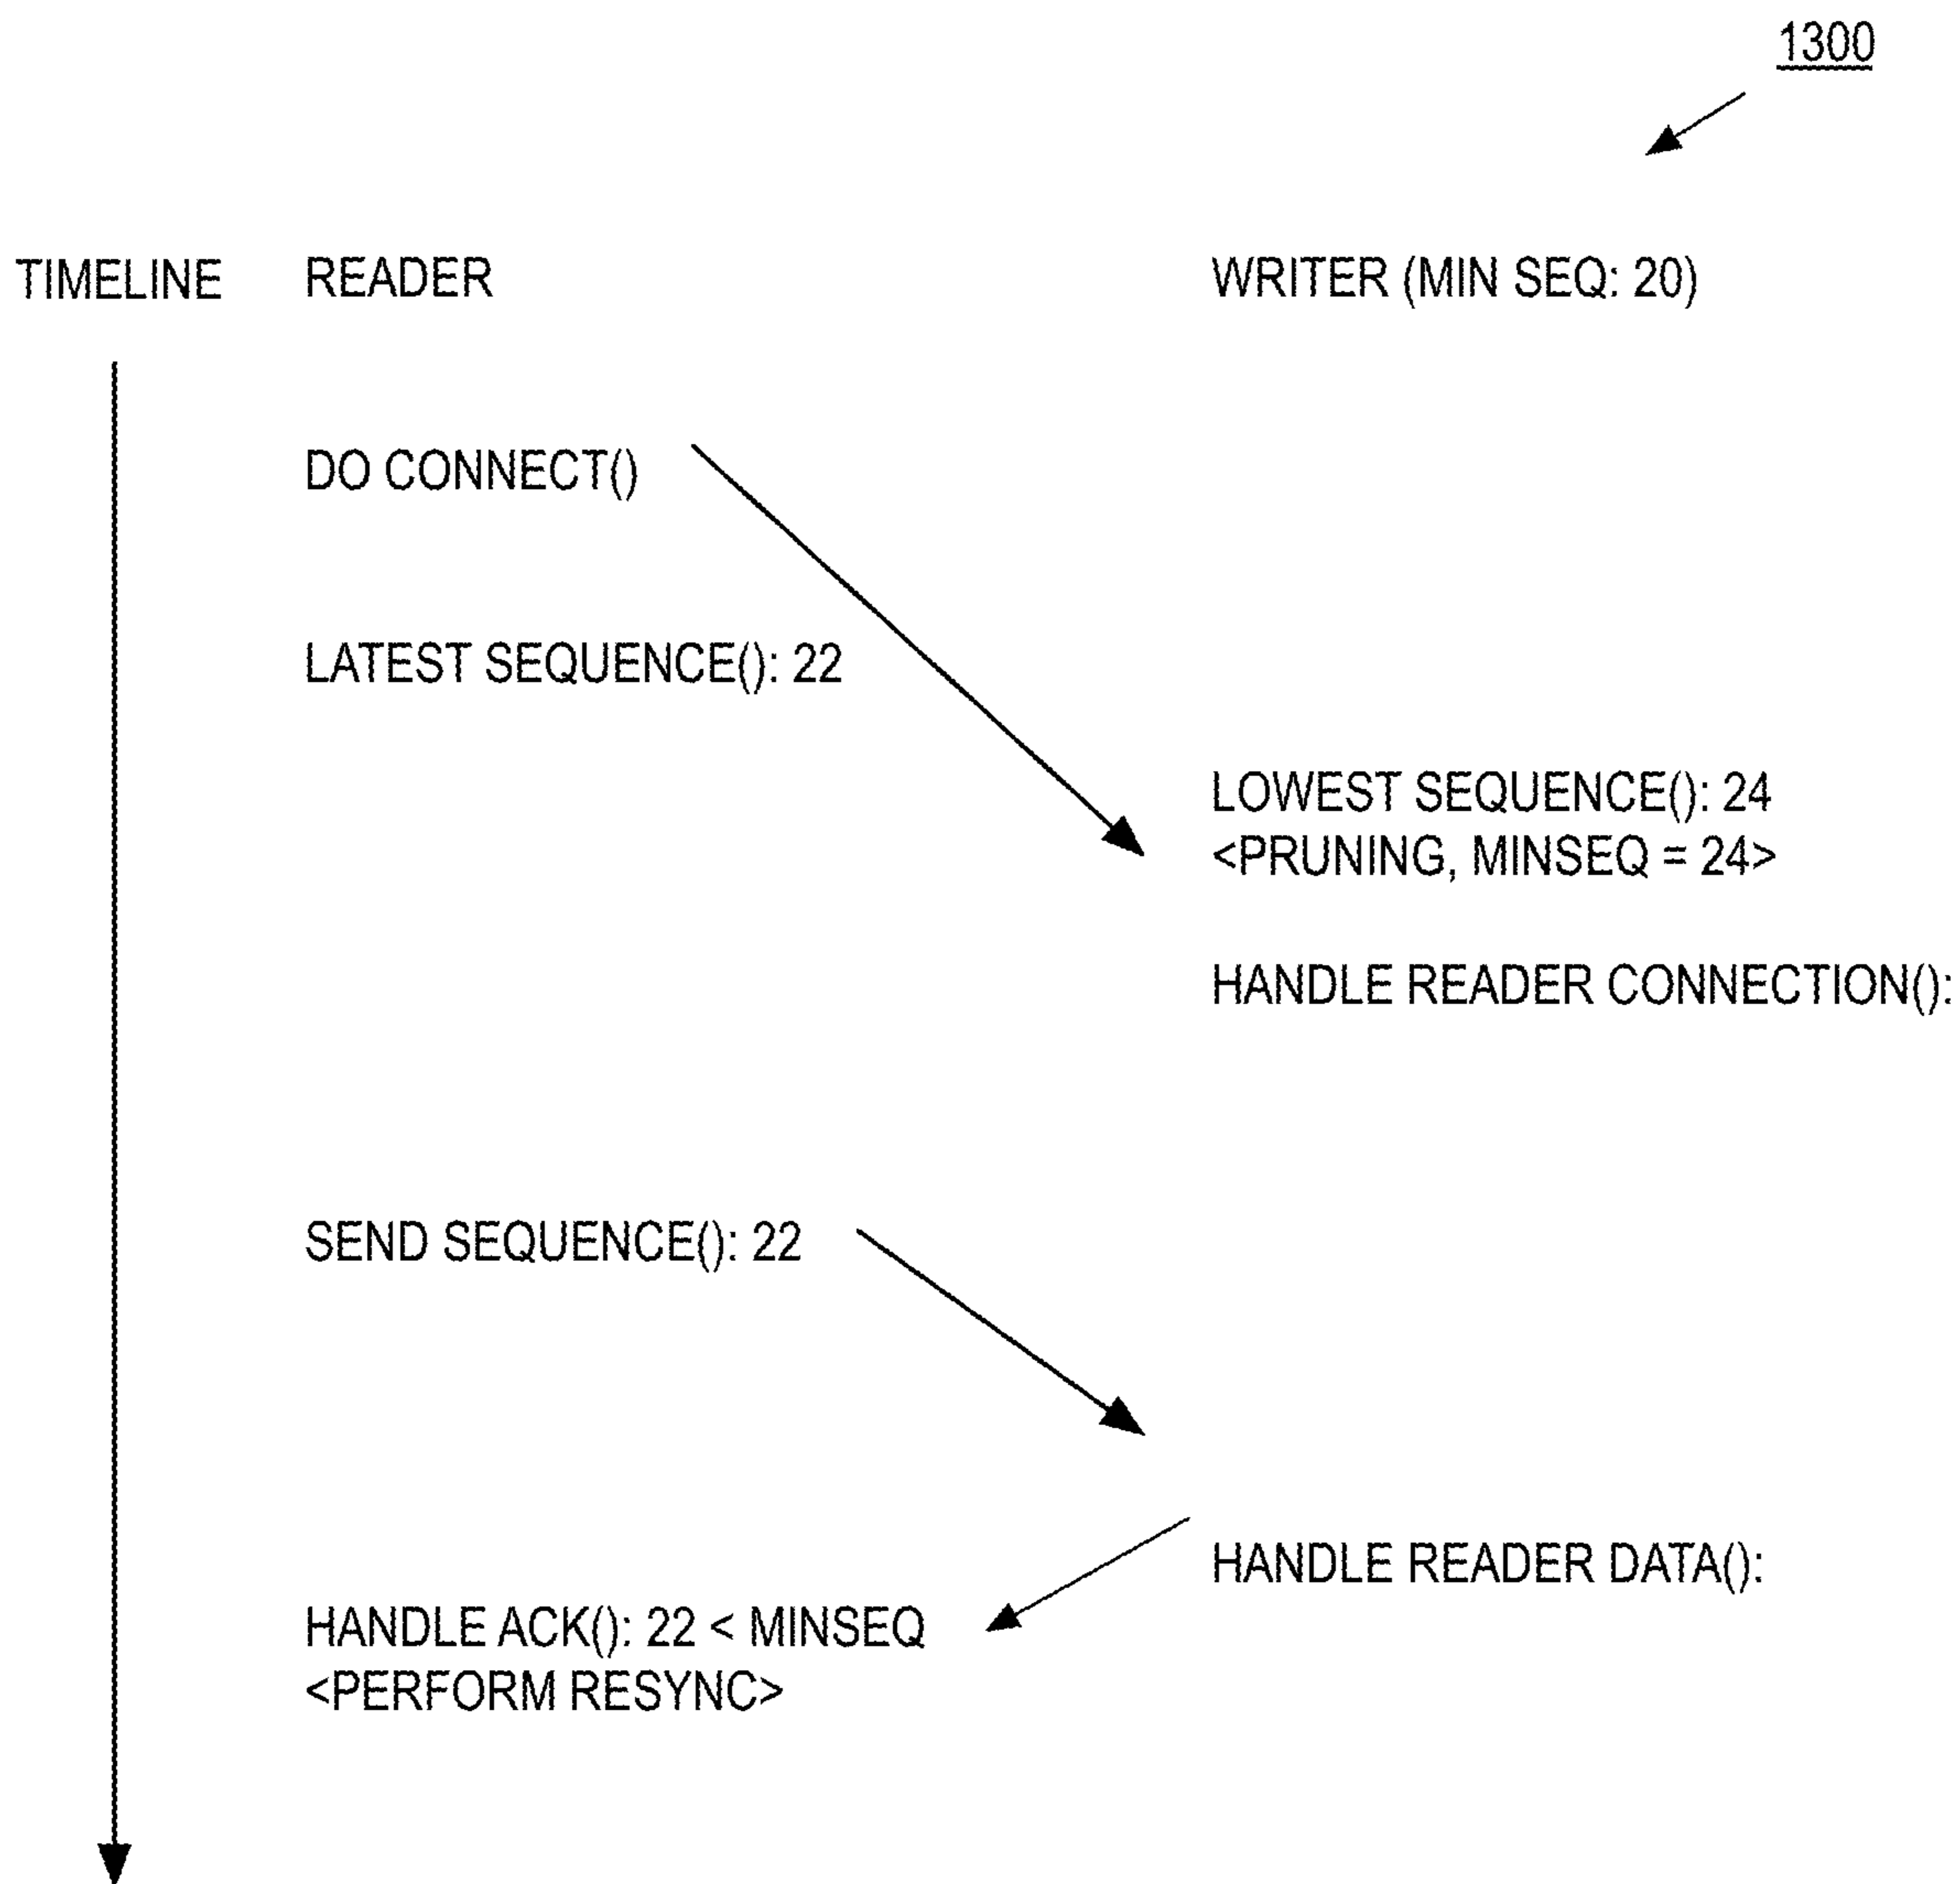 1300
TIMELINE READER WRITER (MIN SEQ: 20)
DO CONNECT()
LATEST SEQUENCE(): 22
LOWEST SEQUENCE(): 24
<PRUNING, MINSEQ = 24>
HANDLE READER CONNECTION():
SEND SEQUENCE(): 22
HANDLE READER DATA():
HANDLE ACK(): 22 < MINSEQ
<PERFORM RESYNC>